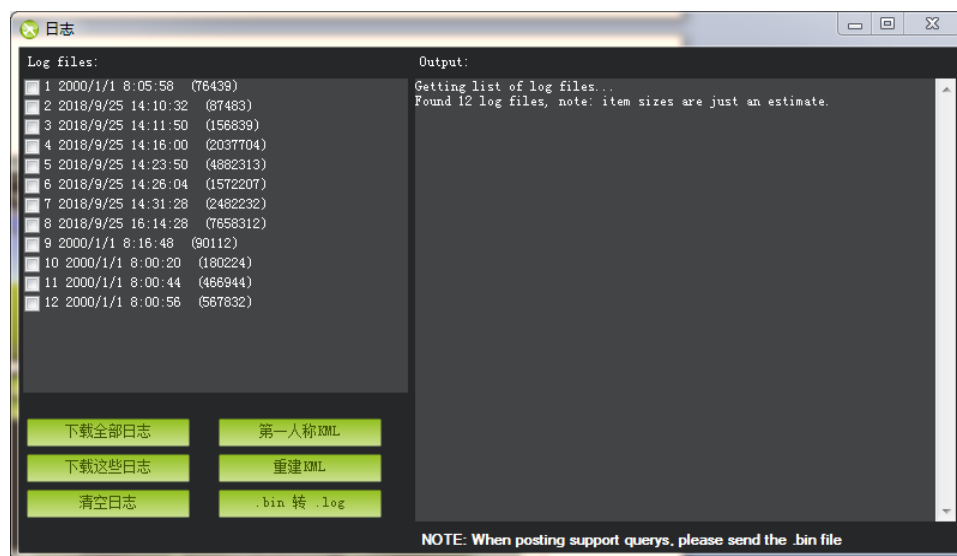 日志
Log files:
1 2000/1/1 8:05:58 (76439)
2 2018/9/25 14:10:32 (87483)
3 2018/9/25 14:11:50 (156839)
4 2018/9/25 14:16:00 (2037704)
5 2018/9/25 14:23:50 (4882313)
6 2018/9/25 14:26:04 (1572207)
7 2018/9/25 14:31:28 (2482232)
8 2018/9/25 16:14:28 (7658312)
9 2000/1/1 8:16:48 (90112)
10 2000/1/1 8:00:20 (180224)
11 2000/1/1 8:00:44 (466944)
12 2000/1/1 8:00:56 (567832)
下载全部日志
第一人称KML
下载这些日志
重建KML
清空日志
.bin 转 .log
Output:
Getting list of log files...
Found 12 log files, note: item sizes are just an estimate.
NOTE: When posting support querys, please send the .bin file